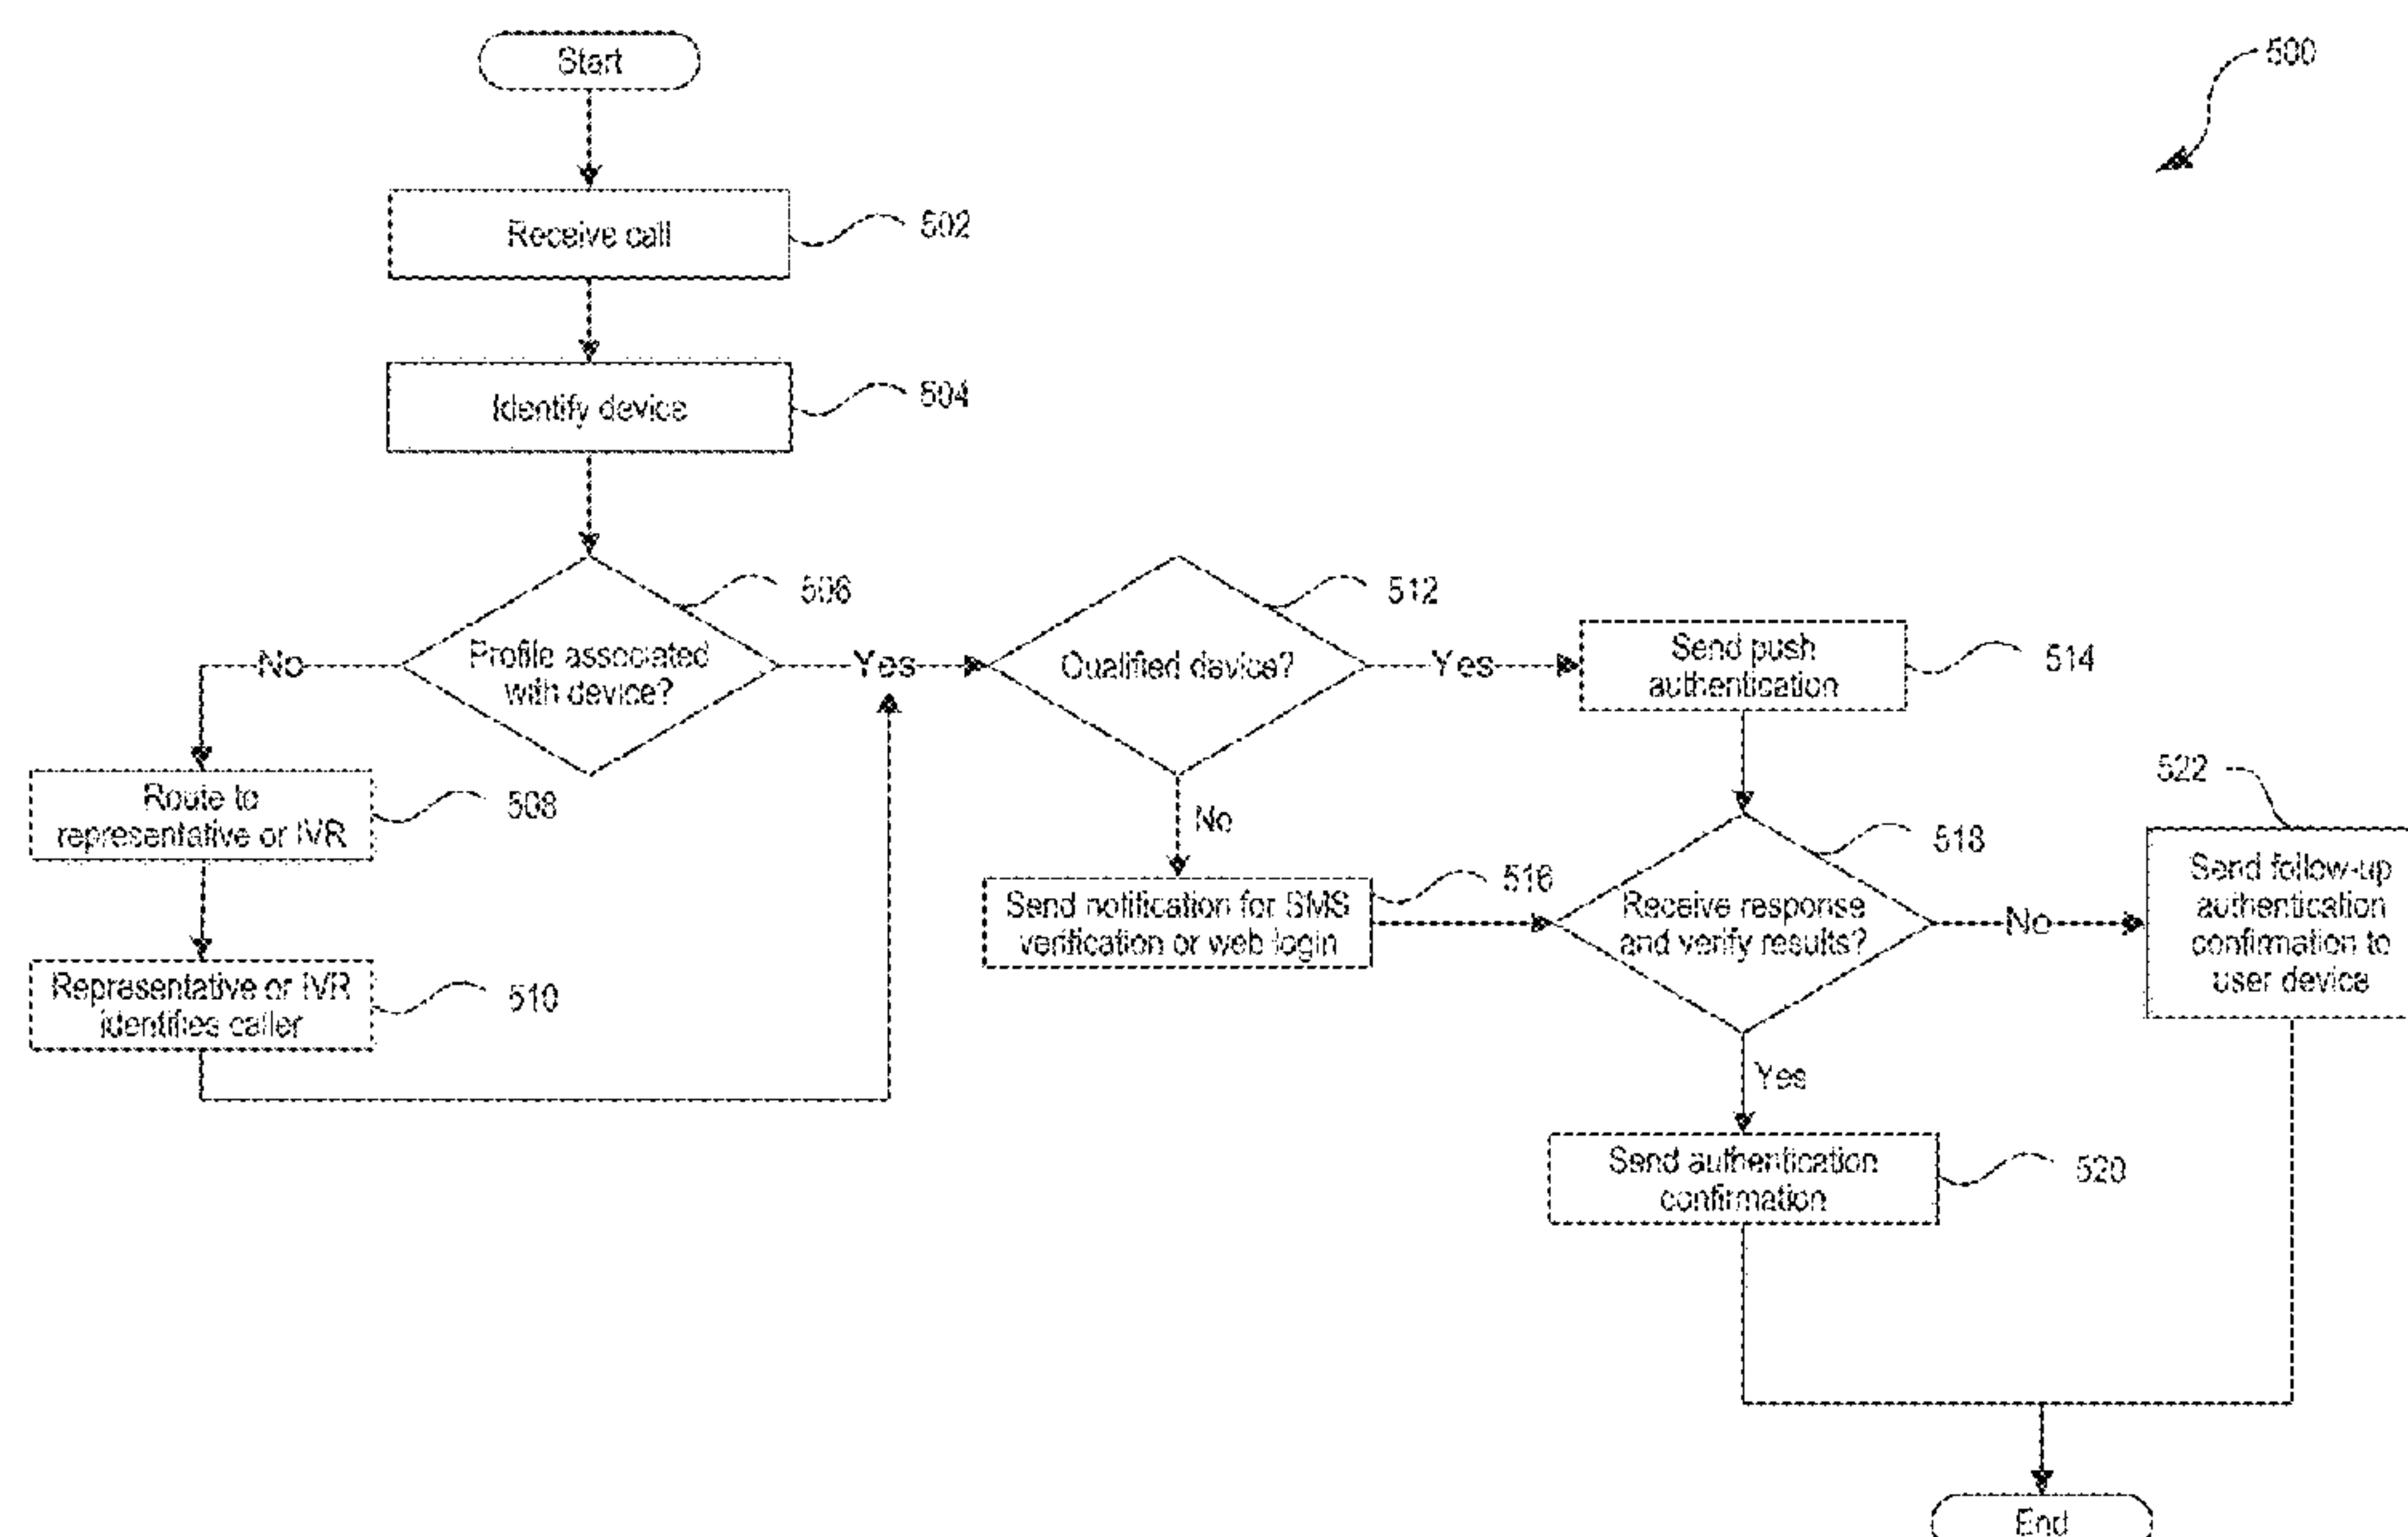 Start
500
Receive call
502
Identify device
504
506
Profile associated
with device?
No
Yes
512
Qualified device?
Yes
Send push
authentication
514
Route to
representative or IVR
508
No
Representative or IVR
identifies caller
510
Send notification for SMS
verification or web login
516
518
Receive response
and verify results?
No
522
Send follow-up
authentication
confirmation to
user device
Yes
Send authentication
confirmation
520
End